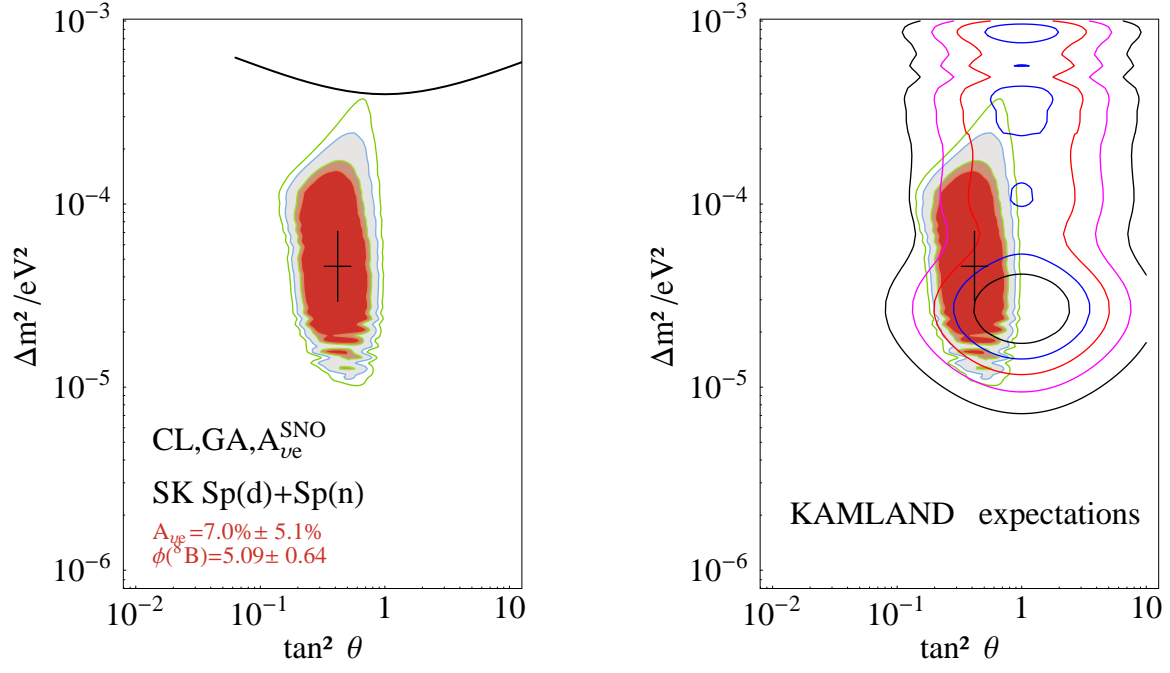 10⁻³
10⁻⁴
10⁻⁵
10⁻⁶
Δm² /eV²
CL,GA,A_νe^SNO
SK Sp(d)+Sp(n)
A_νe=7.0%± 5.1%
ϕ(⁸B)=5.09± 0.64
10⁻² 10⁻¹ 1 10
tan² θ
10⁻³
10⁻⁴
10⁻⁵
10⁻⁶
Δm² /eV²
KAMLAND expectations
10⁻² 10⁻¹ 1 10
tan² θ